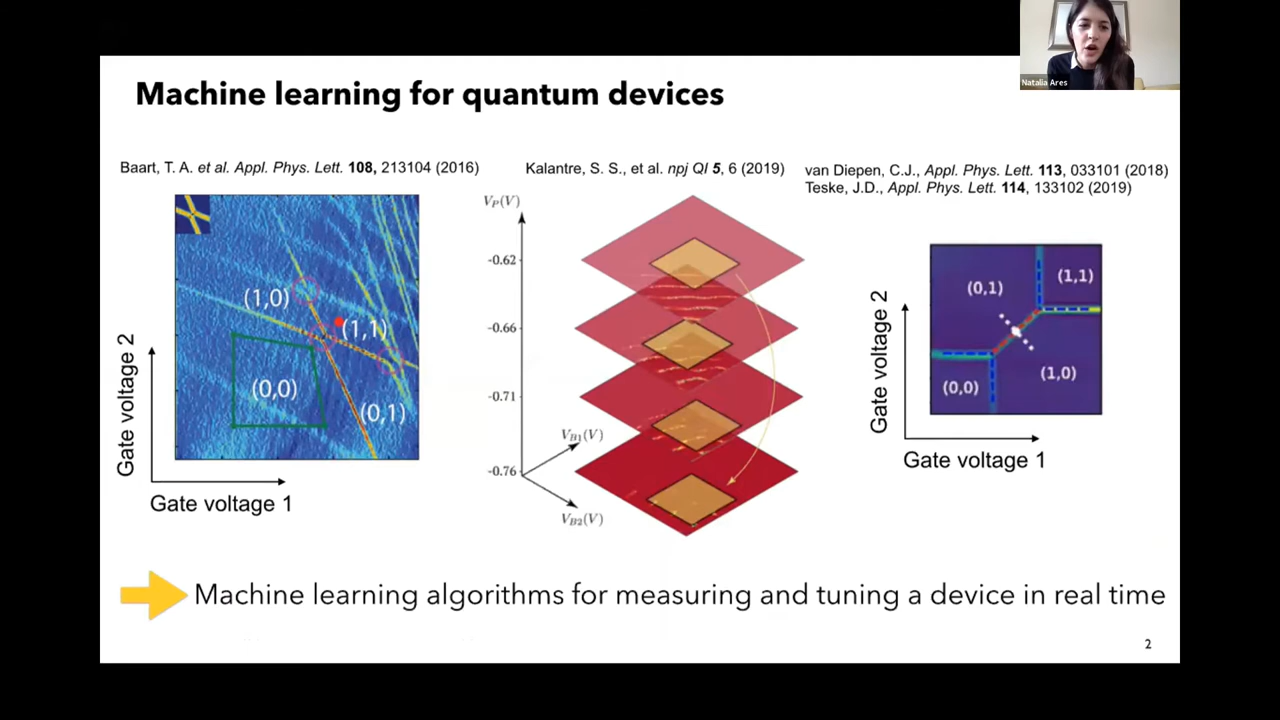 Natalia Ares
Machine learning for quantum devices
Baart, T. A. et al. Appl. Phys. Lett. 108, 213104 (2016)
Kalantre, S. S., et al. npj QI 5, 6 (2019)
van Diepen, C.J., Appl. Phys. Lett. 113, 033101 (2018)
Teske, J.D., Appl. Phys. Lett. 114, 133102 (2019)
Gate voltage 2
(1,0)
(1,1)
(0,0)
(0,1)
Gate voltage 1
VP(V)
-0.62
-0.66
-0.71
-0.76
VB1(V)
VB2(V)
Gate voltage 2
(0,1)
(1,1)
(0,0)
(1,0)
Gate voltage 1
Machine learning algorithms for measuring and tuning a device in real time
2